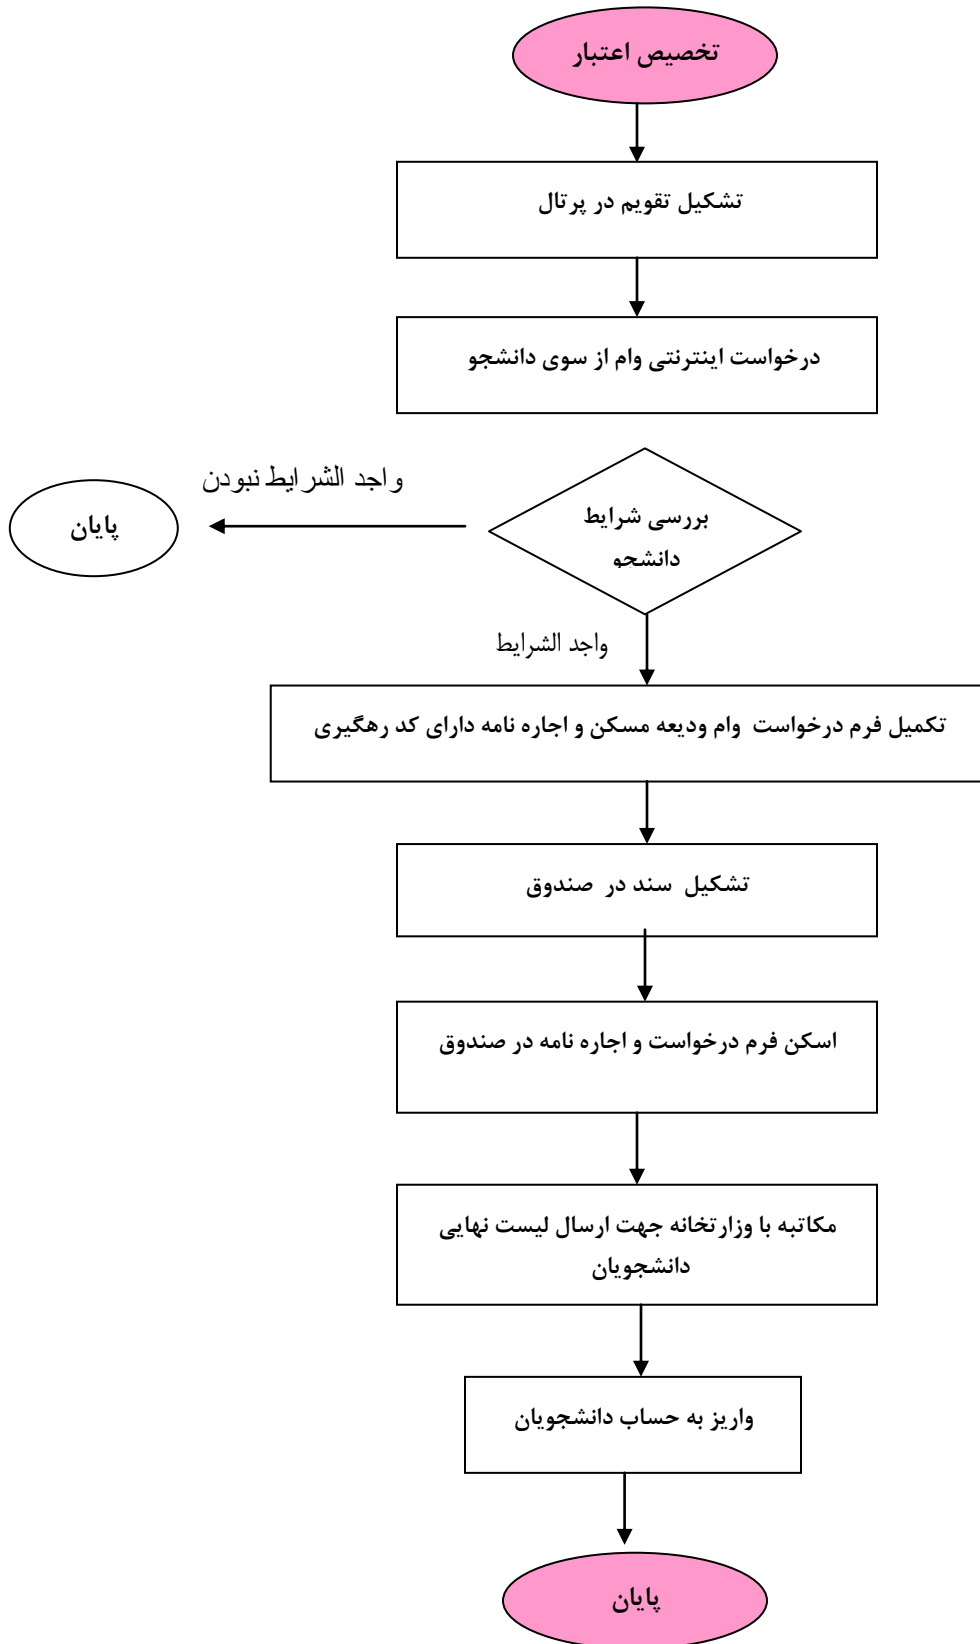 تخصیص اعتبار
تشکیل تقویم در پرتال
درخواست اینترنتی وام از سوی دانشجو
واجد الشرایط نبودن
بررسی شرایط
دانشجو
پایان
واجد الشرایط
تکمیل فرم درخواست وام ودیعه مسکن و اجاره نامه دارای کد رهگیری
تشکیل سند در صندوق
اسکن فرم درخواست و اجاره نامه در صندوق
مکاتبه با وزارتخانه جهت ارسال لیست نهایی
دانشجویان
واریز به حساب دانشجویان
پایان